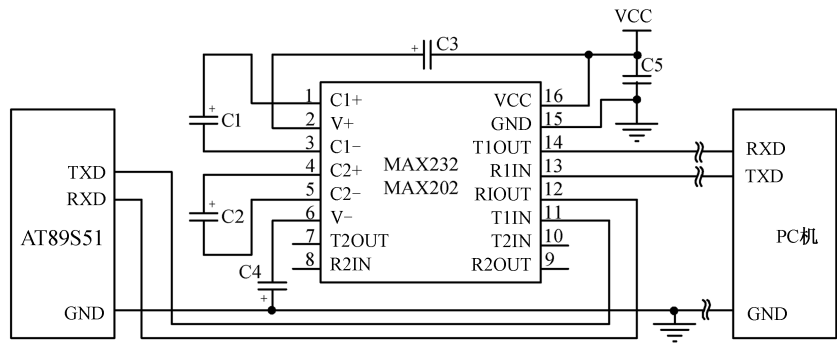 VCC
+ C3
C5
1 C1+ VCC 16
+ C1
2 V+ GND 15
3 C1− T1OUT 14
RXD
MAX232
TXD
4 C2+ R1IN 13
TXD
MAX202
RXD
5 C2− RIOUT 12
+ C2
6 V− T1IN 11
AT89S51
7 T2OUT T2IN 10
PC机
8 R2IN R2OUT 9
C4
+
GND
GND